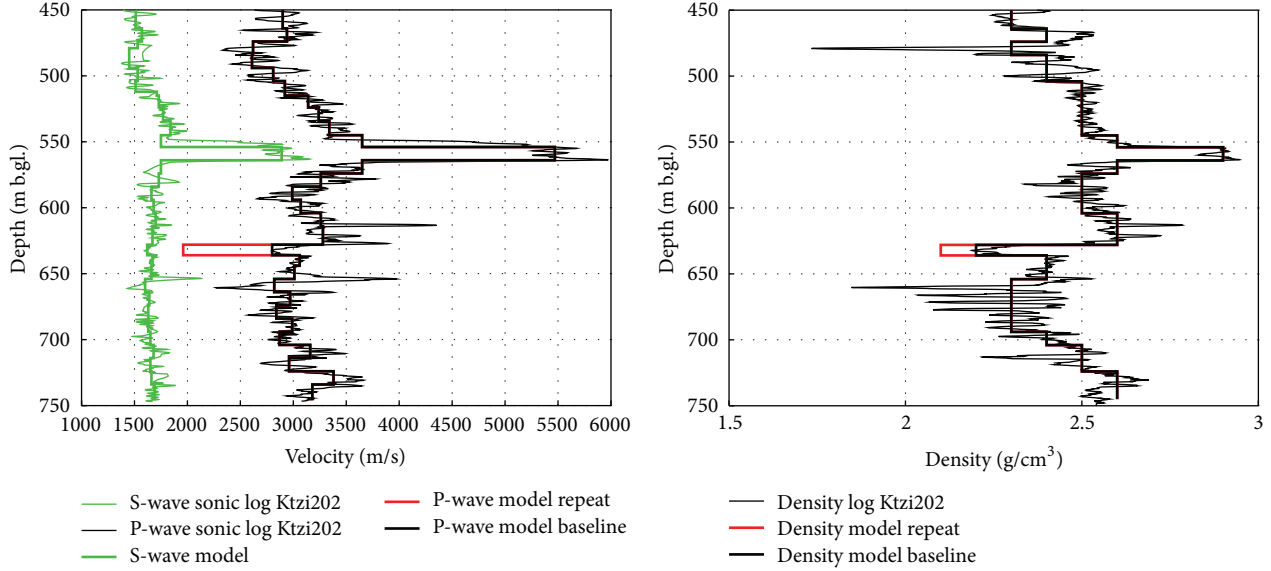 450
500
550
600
650
700
750
Depth (m b.gl.)
1000 1500 2000 2500 3000 3500 4000 4500 5000 5500 6000
Velocity (m/s)
S-wave sonic log Ktzi202
P-wave sonic log Ktzi202
S-wave model
P-wave model repeat
P-wave model baseline
450
500
550
600
650
700
750
Depth (m b.gl.)
1.5 2 2.5 3
Density (g/cm³)
Density log Ktzi202
Density model repeat
Density model baseline